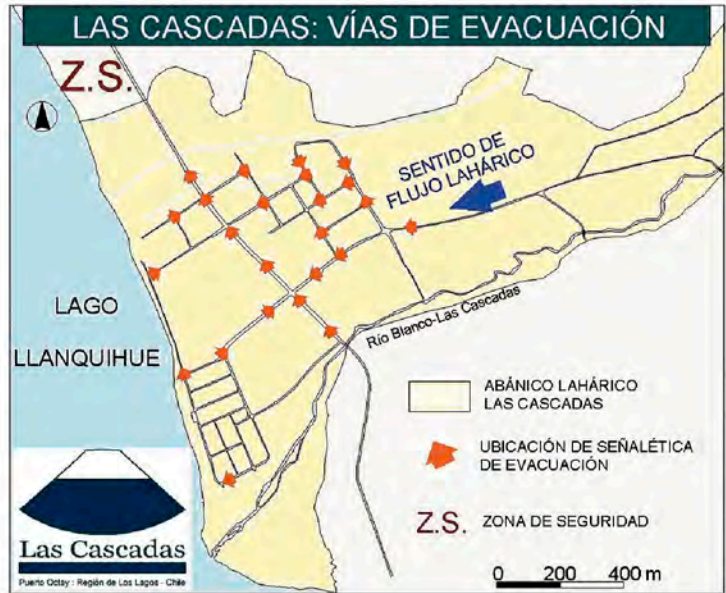 LAS CASCADAS: VÍAS DE EVACUACIÓN
Z.S.
SENTIDO DE
FLUJO LAHÁRICO
LAGO
LLANQUIHUE
Río Blanco-Las Cascadas
ABÁNICO LAHÁRICO
LAS CASCADAS
UBICACIÓN DE SEÑALÉTICA
DE EVACUACIÓN
Z.S. ZONA DE SEGURIDAD
Las Cascadas
Puerto Octay : Región de Los Lagos - Chile
0 200 400 m